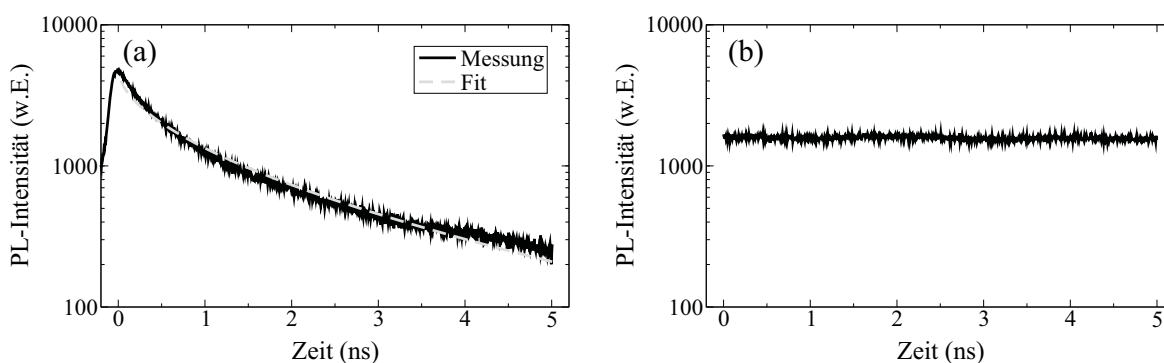 10000
(a)
Messung
Fit
1000
100
PL-Intensität (w.E.)
0 1 2 3 4 5
Zeit (ns)
10000
(b)
1000
100
PL-Intensität (w.E.)
0 1 2 3 4 5
Zeit (ns)